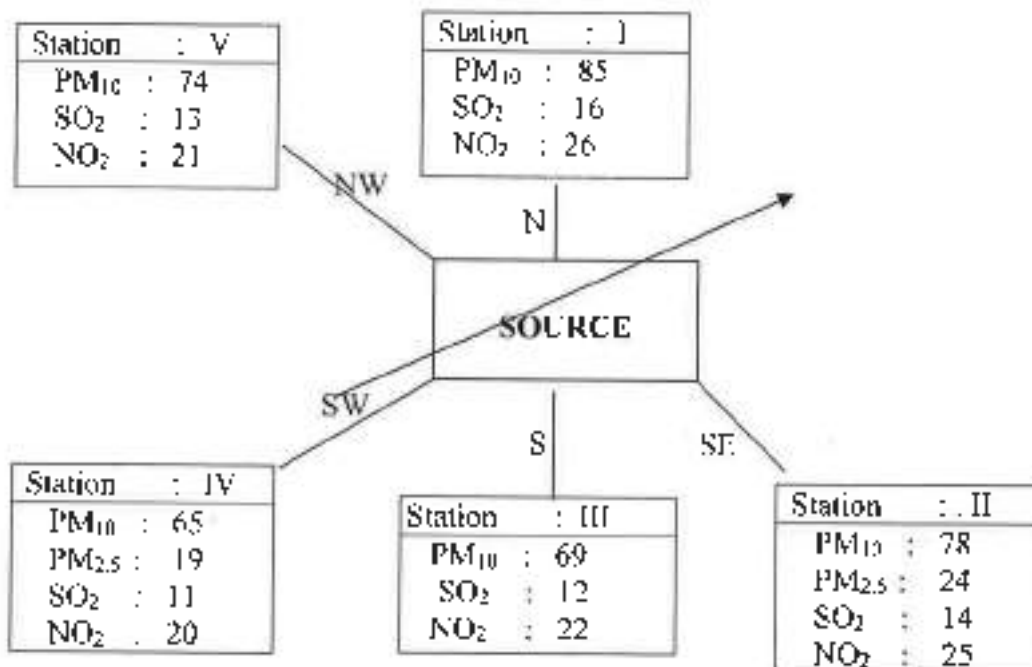 Station : V
PM10 : 74
SO2 : 13
NO2 : 21
Station : I
PM10 : 85
SO2 : 16
NO2 : 26
NW
N
SOURCE
SW
S
SE
Station : IV
PM10 : 65
PM2.5 : 19
SO2 : 11
NO2 : 20
Station : III
PM10 : 69
SO2 : 12
NO2 : 22
Station : . II
PM10 : 78
PM2.5 : 24
SO2 : 14
NO2 : 25